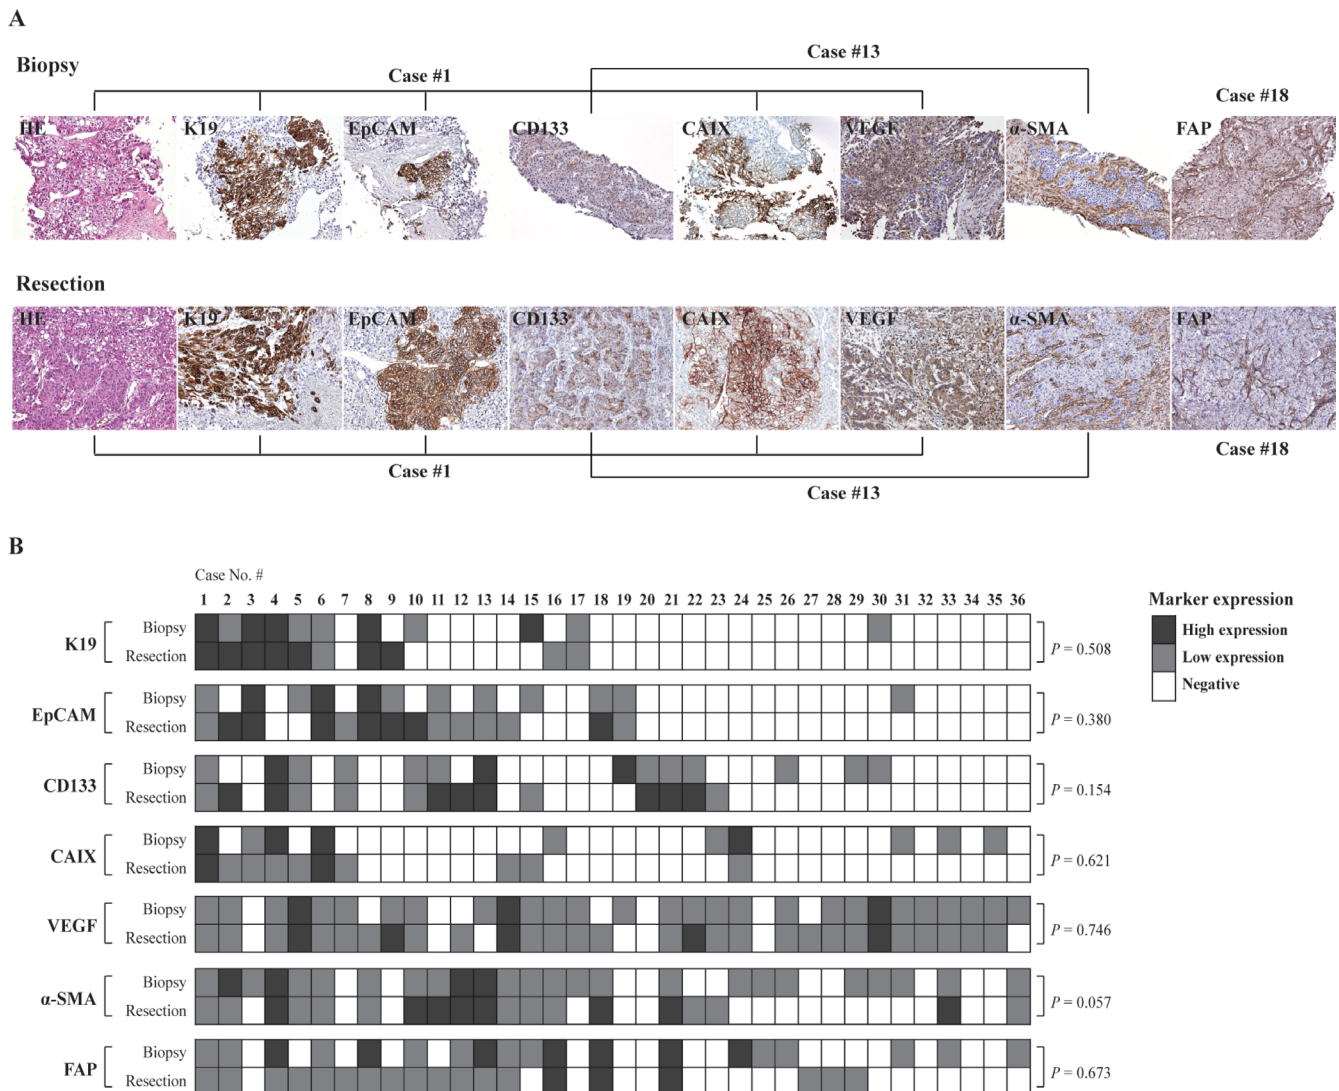 A
Biopsy
Case #1
Case #13
Case #18
HE
K19
EpCAM
CD133
CAIX
VEGF
α-SMA
FAP
Resection
HE
K19
EpCAM
CD133
CAIX
VEGF
α-SMA
FAP
Case #1
Case #13
Case #18
B
Case No. #
1 2 3 4 5 6 7 8 9 10 11 12 13 14 15 16 17 18 19 20 21 22 23 24 25 26 27 28 29 30 31 32 33 34 35 36
K19
Biopsy
Resection
P = 0.508
EpCAM
Biopsy
Resection
P = 0.380
CD133
Biopsy
Resection
P = 0.154
CAIX
Biopsy
Resection
P = 0.621
VEGF
Biopsy
Resection
P = 0.746
α-SMA
Biopsy
Resection
P = 0.057
FAP
Biopsy
Resection
P = 0.673
Marker expression
High expression
Low expression
Negative